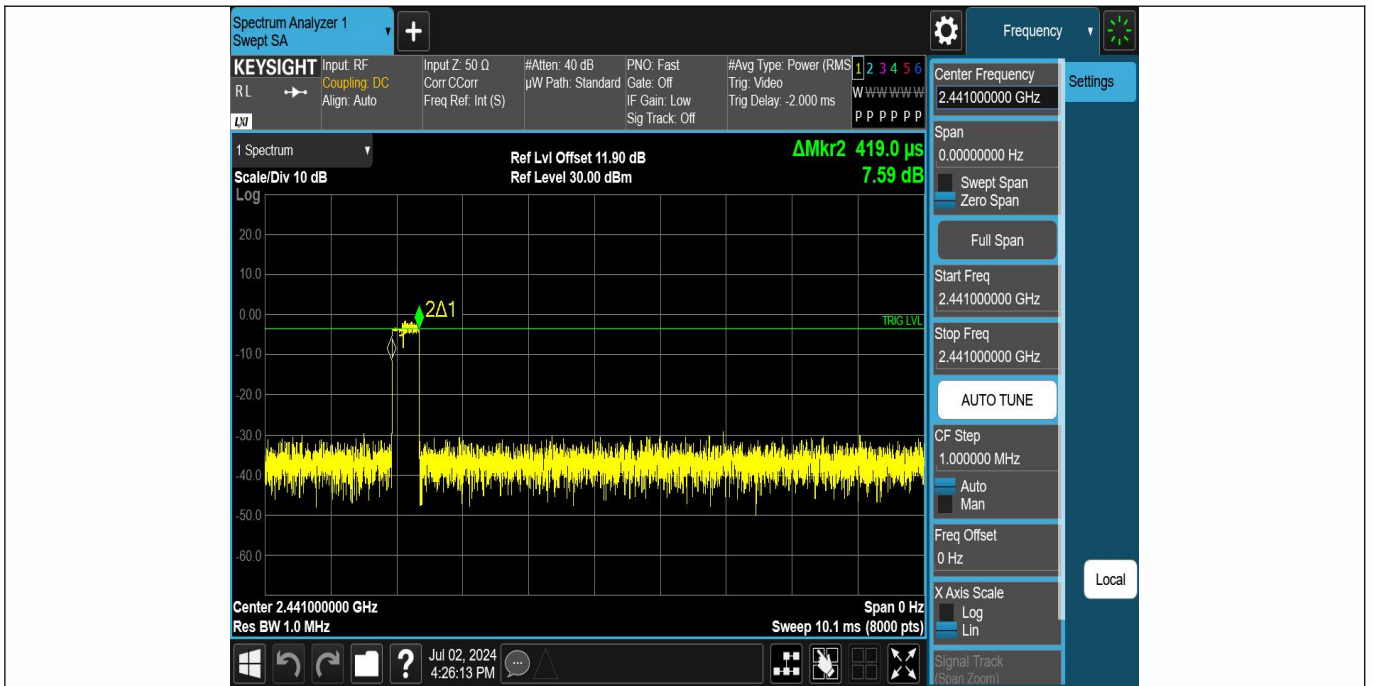 Spectrum Analyzer 1
Swept SA
+
Frequency
KEYSIGHT
RL
LXI
Input: RF
Coupling: DC
Align: Auto
Input Z: 50 Ω
Corr CCorr
Freq Ref: Int (S)
#Atten: 40 dB
µW Path: Standard
PNO: Fast
Gate: Off
IF Gain: Low
Sig Track: Off
#Avg Type: Power (RMS
Trig: Video
Trig Delay: -2.000 ms
1 2 3 4 5 6
W W W W W W
P P P P P P
1 Spectrum
Scale/Div 10 dB
Ref Lvl Offset 11.90 dB
Ref Level 30.00 dBm
ΔMkr2 419.0 µs
7.59 dB
Log
20.0
10.0
0.00
-10.0
-20.0
-30.0
-40.0
-50.0
-60.0
2Δ1
TRIG LVL
Center 2.441000000 GHz
Res BW 1.0 MHz
Span 0 Hz
Sweep 10.1 ms (8000 pts)
Center Frequency
2.441000000 GHz
Settings
Span
0.00000000 Hz
Swept Span
Zero Span
Full Span
Start Freq
2.441000000 GHz
Stop Freq
2.441000000 GHz
AUTO TUNE
CF Step
1.000000 MHz
Auto
Man
Freq Offset
0 Hz
X Axis Scale
Log
Lin
Signal Track
(Span Zoom)
Local
?
Jul 02, 2024
4:26:13 PM